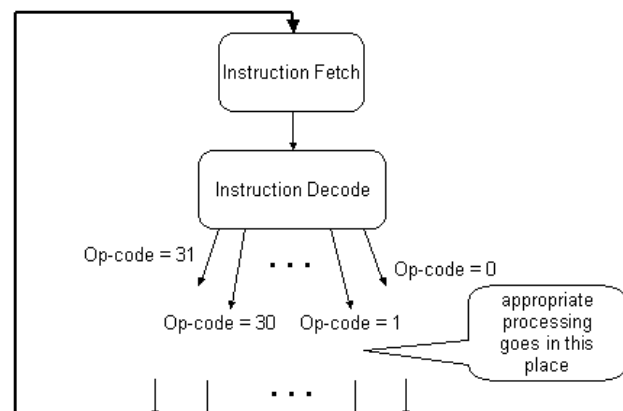 Instruction Fetch
Instruction Decode
Op-code = 31
. . .
Op-code = 0
Op-code = 30
Op-code = 1
appropriate
processing
goes in this
place
. . .